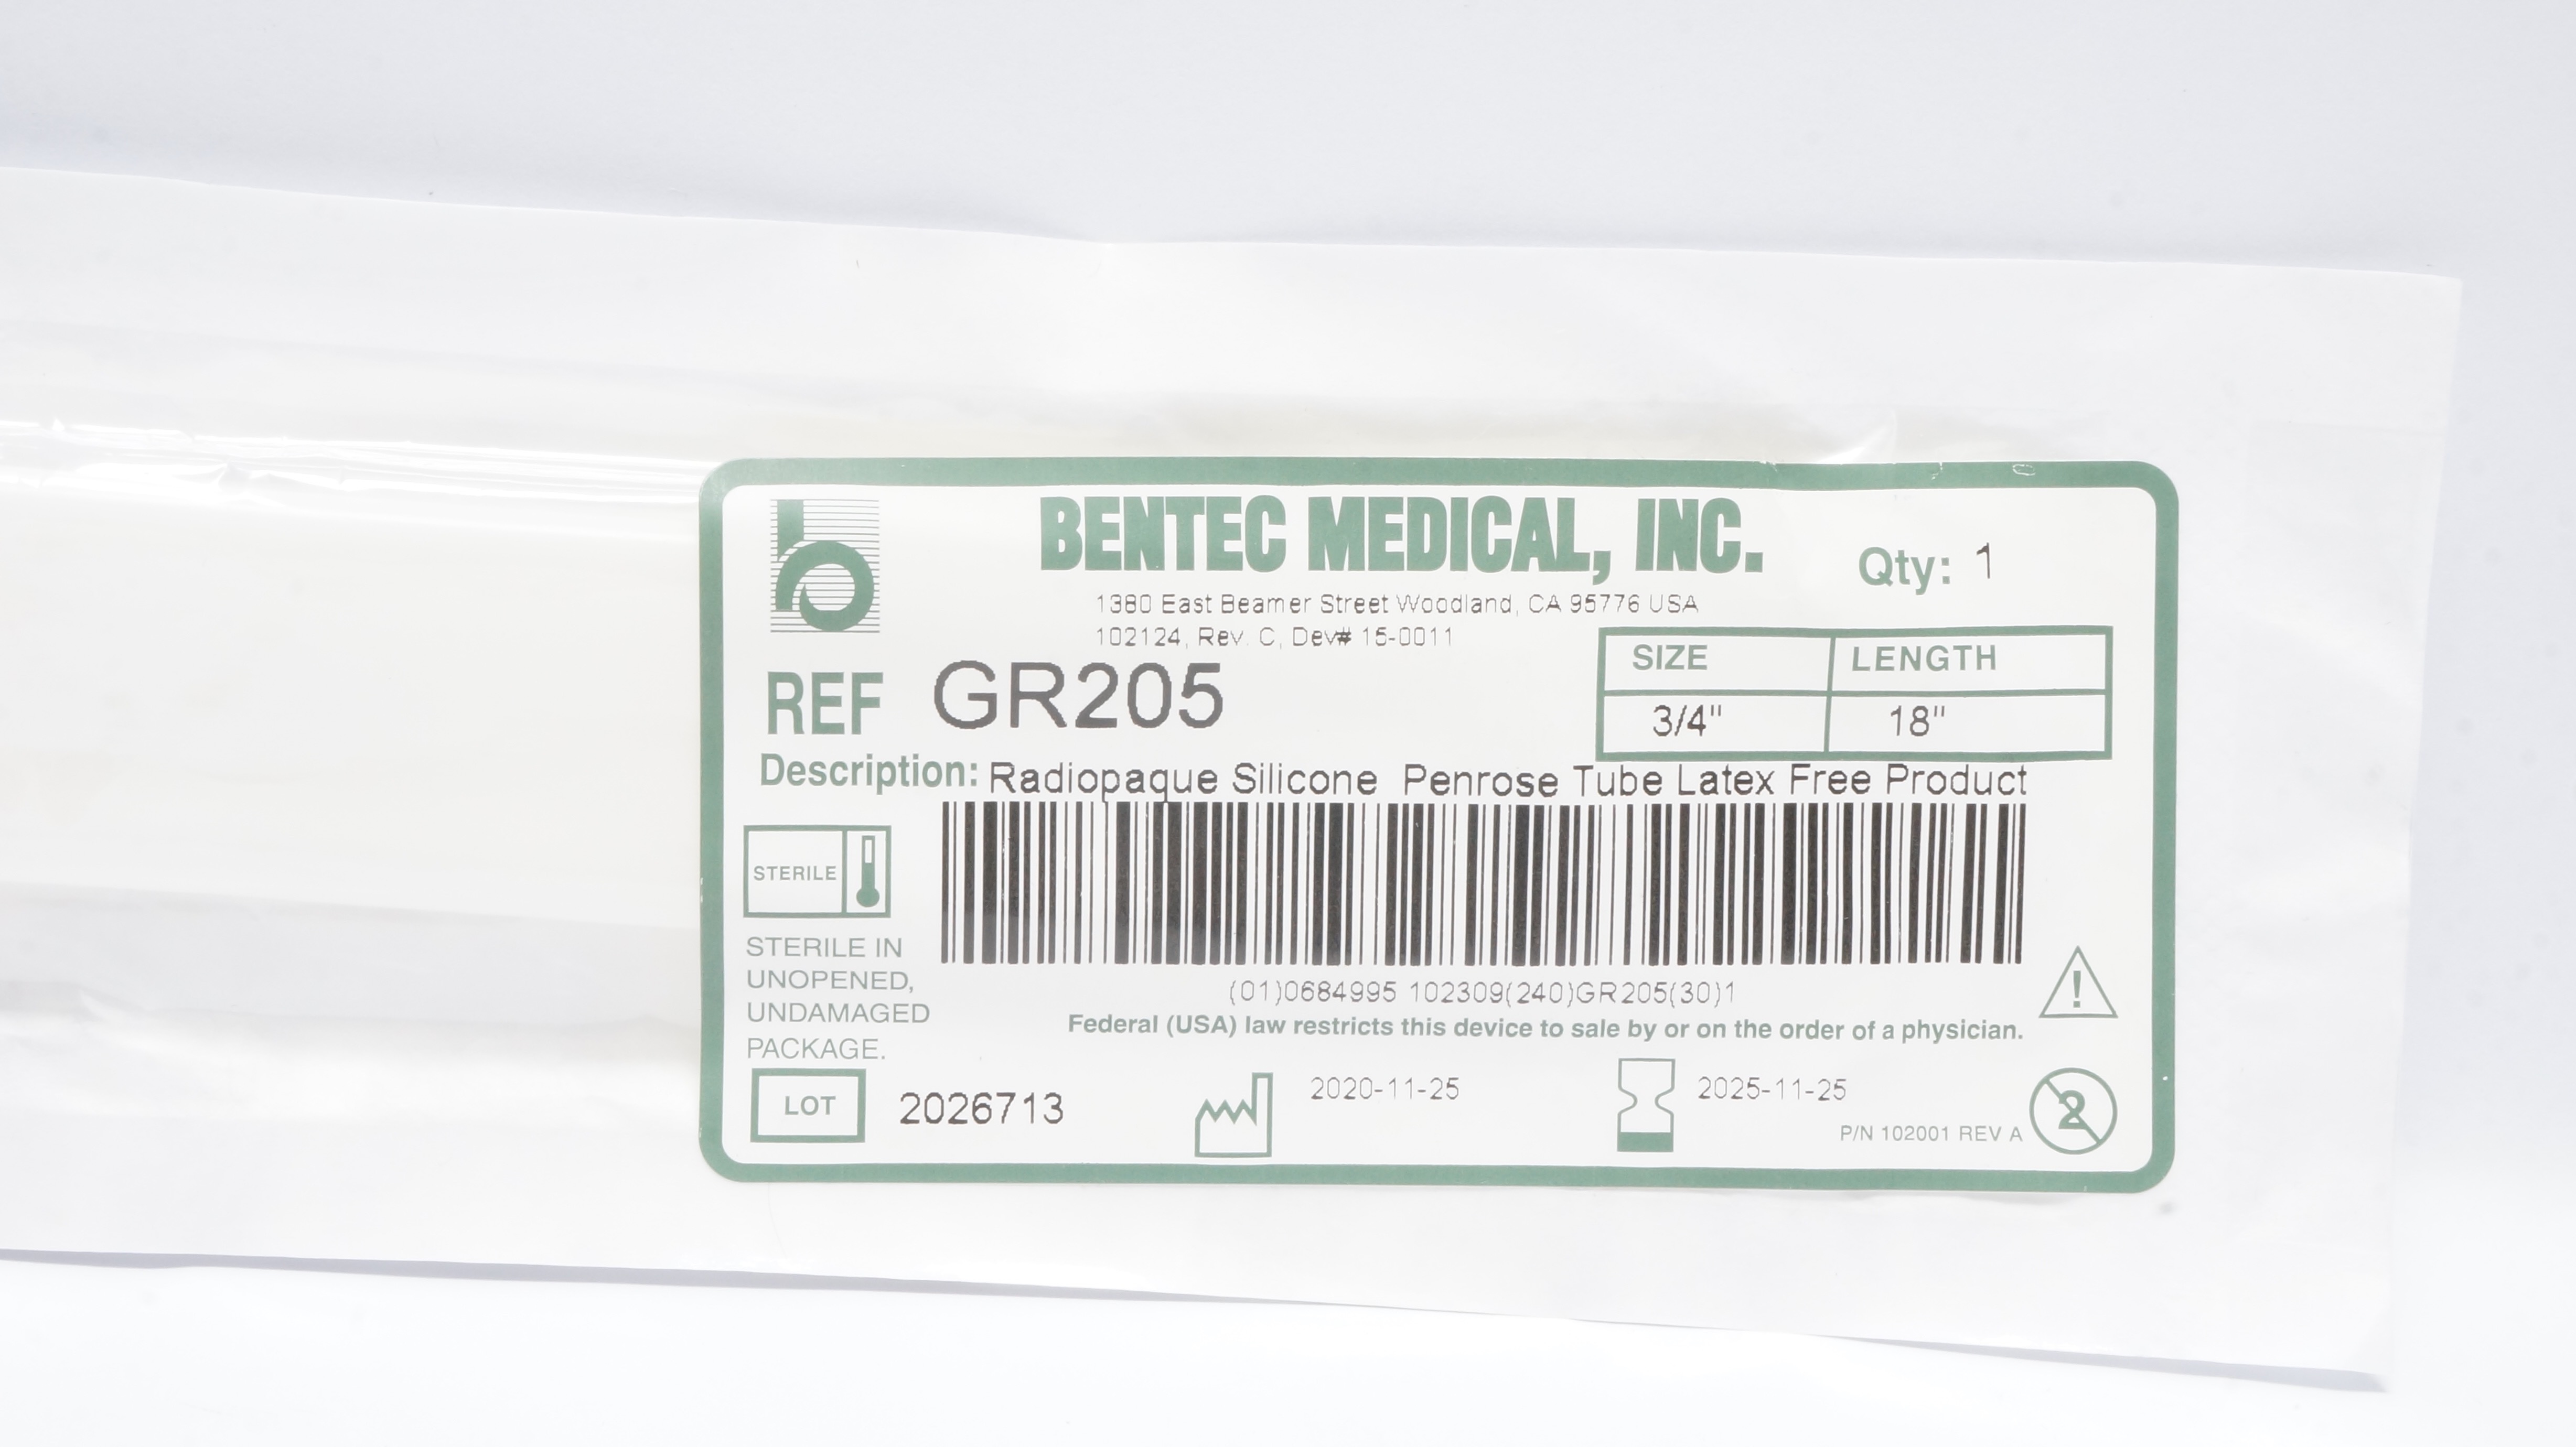 BENTEC MEDICAL, INC.
Qty: 1
1380 East Beamer Street Woodland, CA 95776 USA
102124, Rev. C, Dev# 15-0011
SIZE LENGTH
3/4" 18"
REF GR205
Description: Radiopaque Silicone Penrose Tube Latex Free Product
STERILE
STERILE IN
UNOPENED,
UNDAMAGED
PACKAGE.
(01)0684995 102309(240)GR205(30)1
Federal (USA) law restricts this device to sale by or on the order of a physician.
LOT 2026713
2020-11-25
2025-11-25
P/N 102001 REV A
2